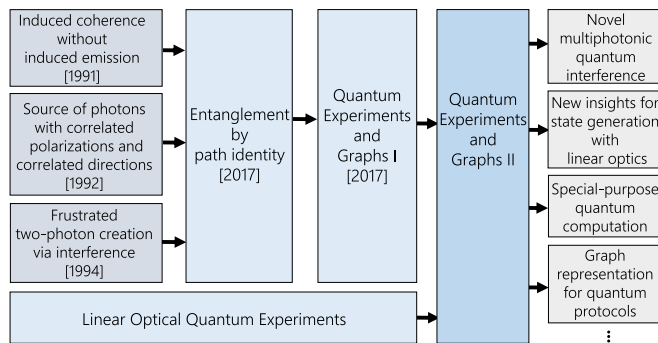 Induced coherence
without
induced emission
[1991]
Source of photons
with correlated
polarizations and
correlated directions
[1992]
Frustrated
two-photon creation
via interference
[1994]
Entanglement
by
path identity
[2017]
Quantum
Experiments
and
Graphs I
[2017]
Linear Optical Quantum Experiments
Quantum
Experiments
and
Graphs II
Novel
multiphotonic
quantum
interference
New insights for
state generation
with
linear optics
Special-purpose
quantum
computation
Graph
representation
for quantum
protocols
⋮